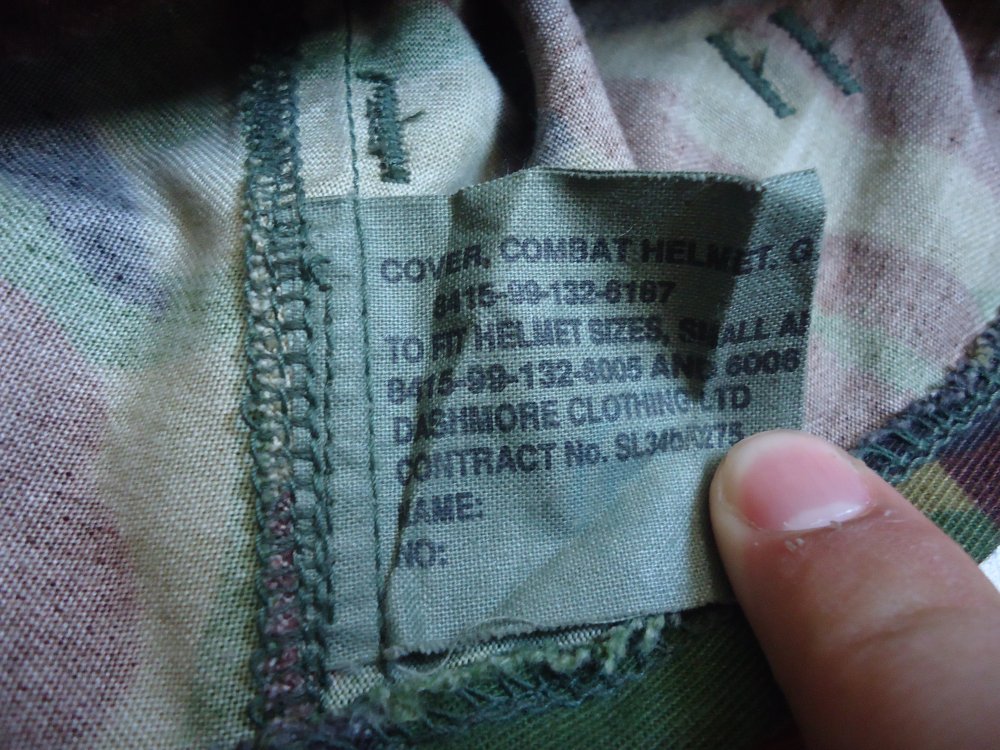 COVER, COMBAT HELMET. G
8415-99-132-6187
TO FIT HELMET SIZES, SMALL
8415-99-132-6005 AND 6006
DASHMORE CLOTHING LTD
CONTRACT No.
NAME:
NO: